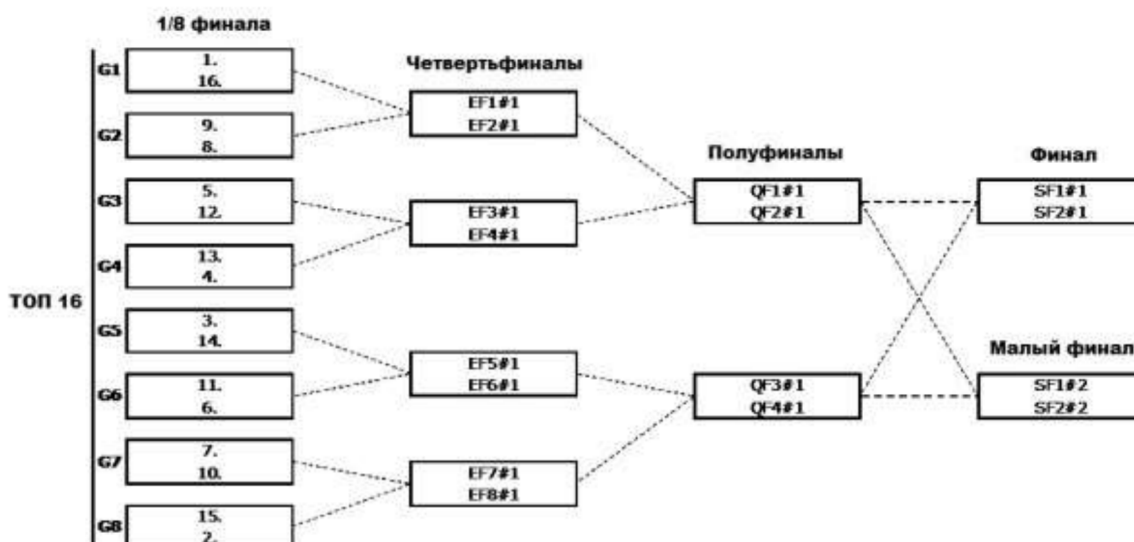 1/8 финала
Четвертьфиналы
Полуфиналы
Финал
Малый финал
ТОП 16
G1
1.
16.
G2
9.
8.
G3
5.
12.
G4
13.
4.
G5
3.
14.
G6
11.
6.
G7
7.
10.
G8
15.
2.
EF1#1
EF2#1
EF3#1
EF4#1
EF5#1
EF6#1
EF7#1
EF8#1
QF1#1
QF2#1
QF3#1
QF4#1
SF1#1
SF2#1
SF1#2
SF2#2